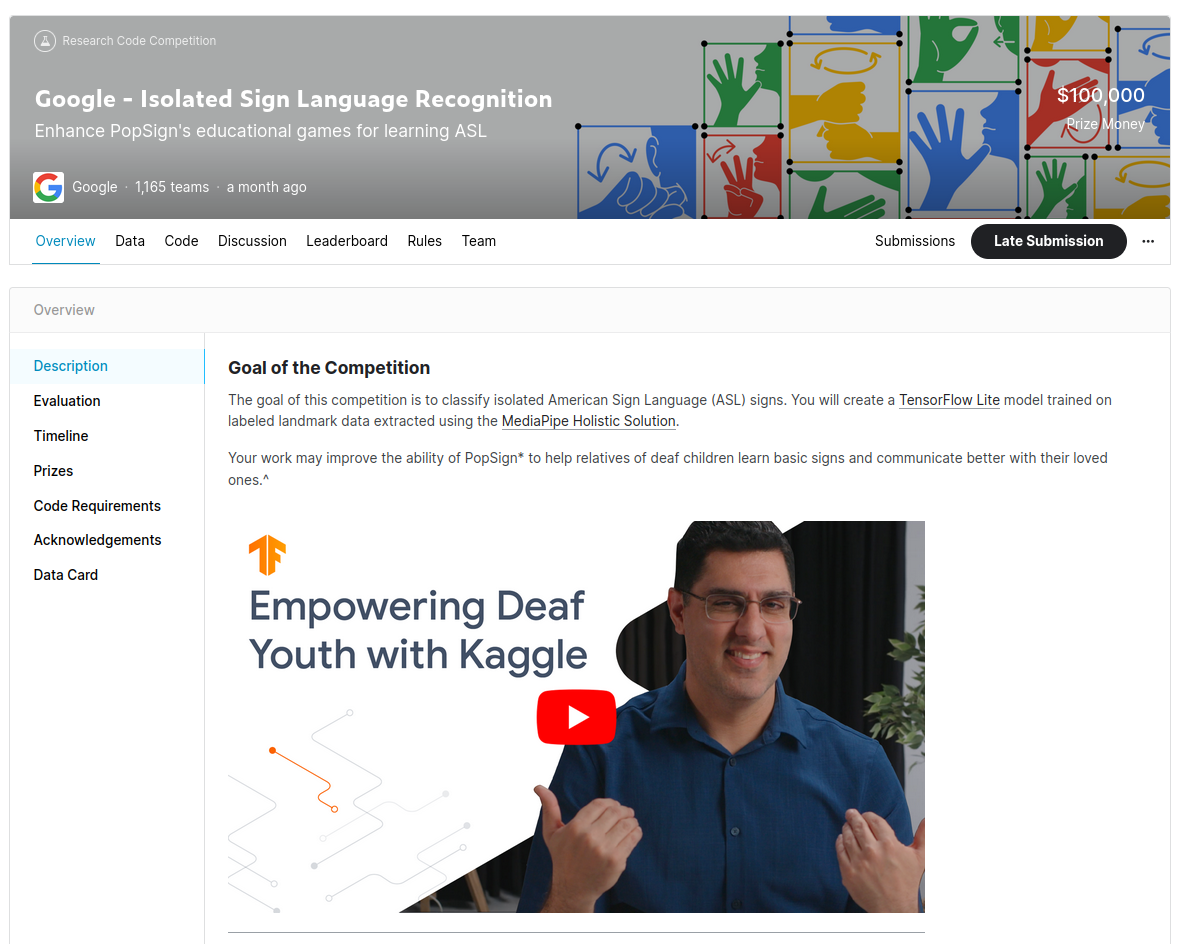 Research Code Competition
Google - Isolated Sign Language Recognition
Enhance PopSign's educational games for learning ASL
$100,000
Prize Money
Google · 1,165 teams · a month ago
Overview Data Code Discussion Leaderboard Rules Team Submissions Late Submission ···
Overview
Description
Evaluation
Timeline
Prizes
Code Requirements
Acknowledgements
Data Card
Goal of the Competition
The goal of this competition is to classify isolated American Sign Language (ASL) signs. You will create a TensorFlow Lite model trained on
labeled landmark data extracted using the MediaPipe Holistic Solution.
Your work may improve the ability of PopSign* to help relatives of deaf children learn basic signs and communicate better with their loved
ones.^
Empowering Deaf
Youth with Kaggle